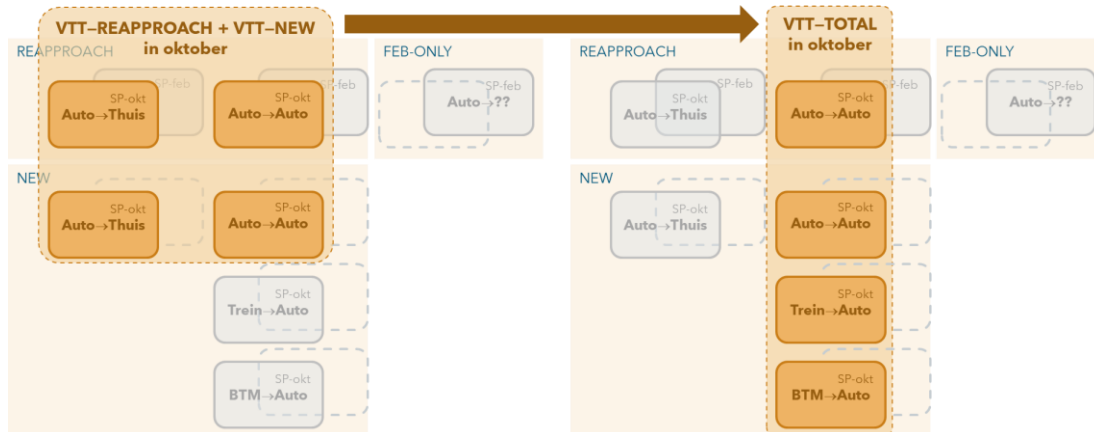 VTT–REAPPROACH + VTT–NEW
in oktober
REAPPROACH
FEB-ONLY
SP-okt
SP-feb
Auto→Thuis
SP-okt
SP-feb
Auto→Auto
SP-feb
Auto→??
NEW
SP-okt
Auto→Thuis
SP-okt
Auto→Auto
SP-okt
Trein→Auto
SP-okt
BTM→Auto
VTT–TOTAL
in oktober
REAPPROACH
FEB-ONLY
SP-okt
SP-feb
Auto→Thuis
SP-okt
SP-feb
Auto→Auto
SP-feb
Auto→??
NEW
SP-okt
Auto→Thuis
SP-okt
Auto→Auto
SP-okt
Trein→Auto
SP-okt
BTM→Auto